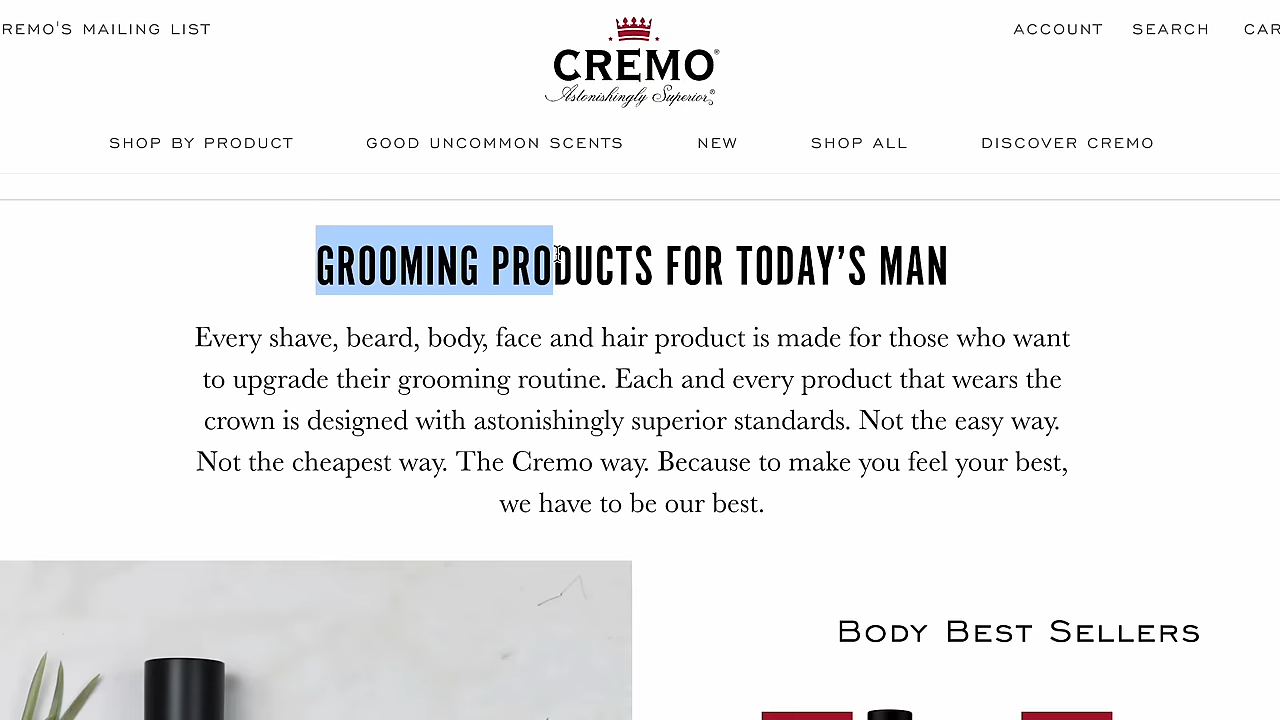 REMO'S MAILING LIST
CREMO®
Astonishingly Superior®
ACCOUNT SEARCH CAR
SHOP BY PRODUCT GOOD UNCOMMON SCENTS NEW SHOP ALL DISCOVER CREMO
GROOMING PRODUCTS FOR TODAY’S MAN
Every shave, beard, body, face and hair product is made for those who want
to upgrade their grooming routine. Each and every product that wears the
crown is designed with astonishingly superior standards. Not the easy way.
Not the cheapest way. The Cremo way. Because to make you feel your best,
we have to be our best.
BODY BEST SELLERS